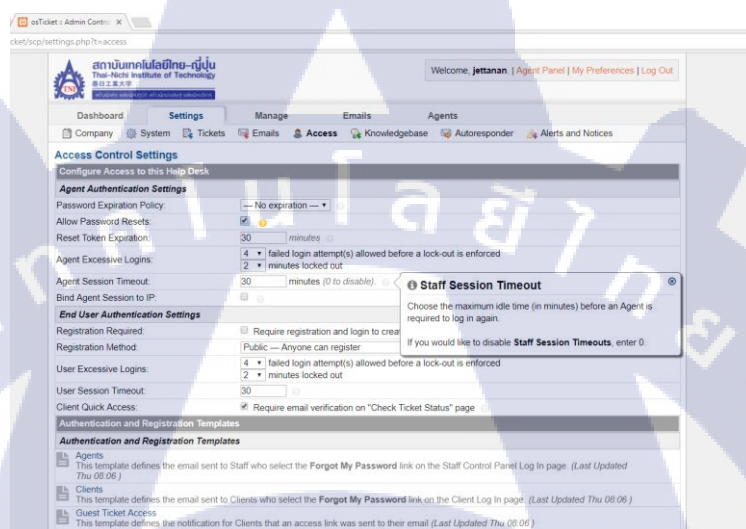 osTicket :: Admin Contro
cket/scp/settings.php?t=access
สถาบันเทคโนโลยีไทย-ญี่ปุ่น
Thai-Nichi Institute of Technology
泰日工業大学
TNI
Welcome, jettanan. | Agent Panel | My Preferences | Log Out
Dashboard Settings Manage Emails Agents
Company System Tickets Emails Access Knowledgebase Autoresponder Alerts and Notices
Access Control Settings
Configure Access to this Help Desk
Agent Authentication Settings
Password Expiration Policy: — No expiration —
Allow Password Resets:
Reset Token Expiration: 30 minutes
Agent Excessive Logins: 4 failed login attempt(s) allowed before a lock-out is enforced
2 minutes locked out
Agent Session Timeout: 30 minutes (0 to disable).
Bind Agent Session to IP:
Staff Session Timeout
Choose the maximum idle time (in minutes) before an Agent is
required to log in again.
If you would like to disable Staff Session Timeouts, enter 0.
End User Authentication Settings
Registration Required: Require registration and login to crea
Registration Method: Public — Anyone can register
User Excessive Logins: 4 failed login attempt(s) allowed before a lock-out is enforced
2 minutes locked out
User Session Timeout: 30
Client Quick Access: Require email verification on "Check Ticket Status" page
Authentication and Registration Templates
Authentication and Registration Templates
Agents
This template defines the email sent to Staff who select the Forgot My Password link on the Staff Control Panel Log In page. (Last Updated
Thu 08:06 )
Clients
This template defines the email sent to Clients who select the Forgot My Password link on the Client Log In page. (Last Updated Thu 08:06 )
Guest Ticket Access
This template defines the notification for Clients that an access link was sent to their email (Last Updated Thu 08:06 )